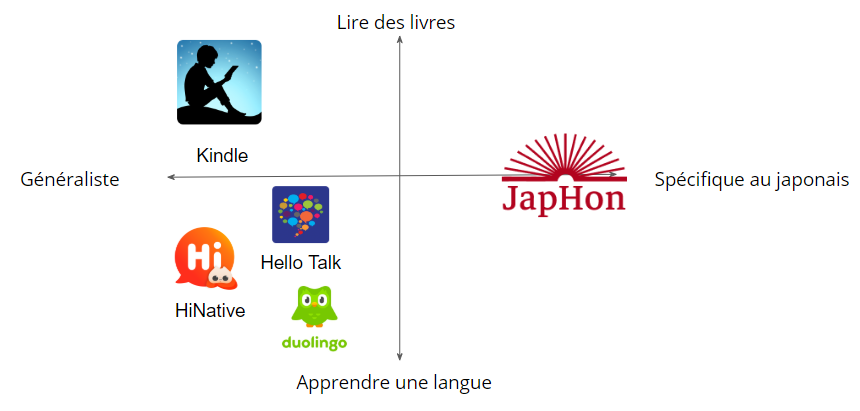 Lire des livres
Kindle
Généraliste
JapHon
Spécifique au japonais
Hi
Hello Talk
HiNative
duolingo
Apprendre une langue